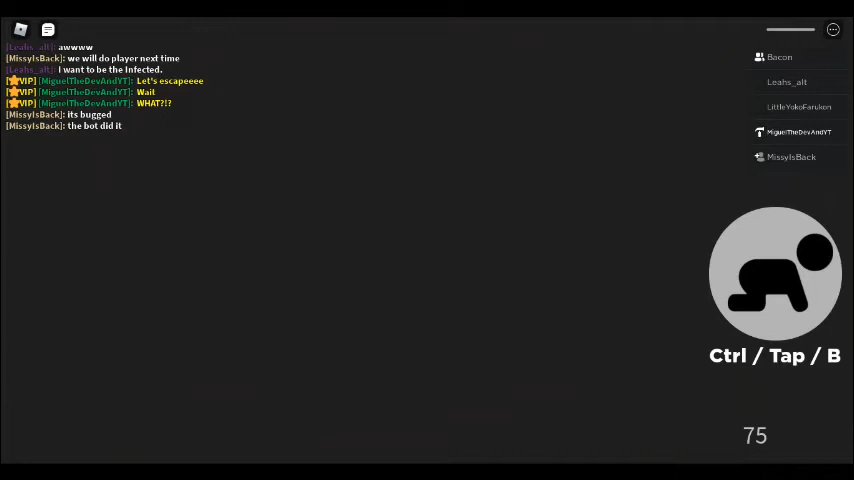 [Leahs_alt]: awwww
[MissyIsBack]: we will do player next time
[Leahs_alt]: I want to be the Infected.
[⭐VIP] [MiguelTheDevAndYT]: Let's escapeeee
[⭐VIP] [MiguelTheDevAndYT]: Wait
[⭐VIP] [MiguelTheDevAndYT]: WHAT?!?
[MissyIsBack]: its bugged
[MissyIsBack]: the bot did it
Bacon
Leahs_alt
LittleYokoFarukon
MiguelTheDevAndYT
MissyIsBack
Ctrl / Tap / B
75